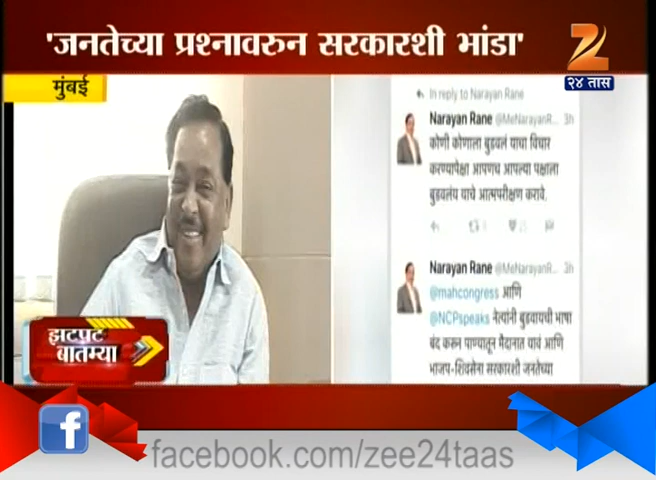 'जनतेच्या प्रश्नावरुन सरकारशी भांडा'
२४ तास
मुंबई
In reply to Narayan Rane
Narayan Rane @MeNarayanR... 3h
कोणी कोणाला बुडवलं याचा विचार
करण्यापेक्षा आपणच आपल्या पक्षाला
बुडवलंय याचे आत्मपरीक्षण करावे.
Narayan Rane @MeNarayanR... 3h
@mahcongress आणि
@NCPspeaks नेत्यांनी बुडवायची भाषा
बंद करून पाण्यातून मैदानात यावं आणि
भाजप-शिवसेना सरकारशी जनतेच्या
झटपट
बातम्या
facebook.com/zee24taas